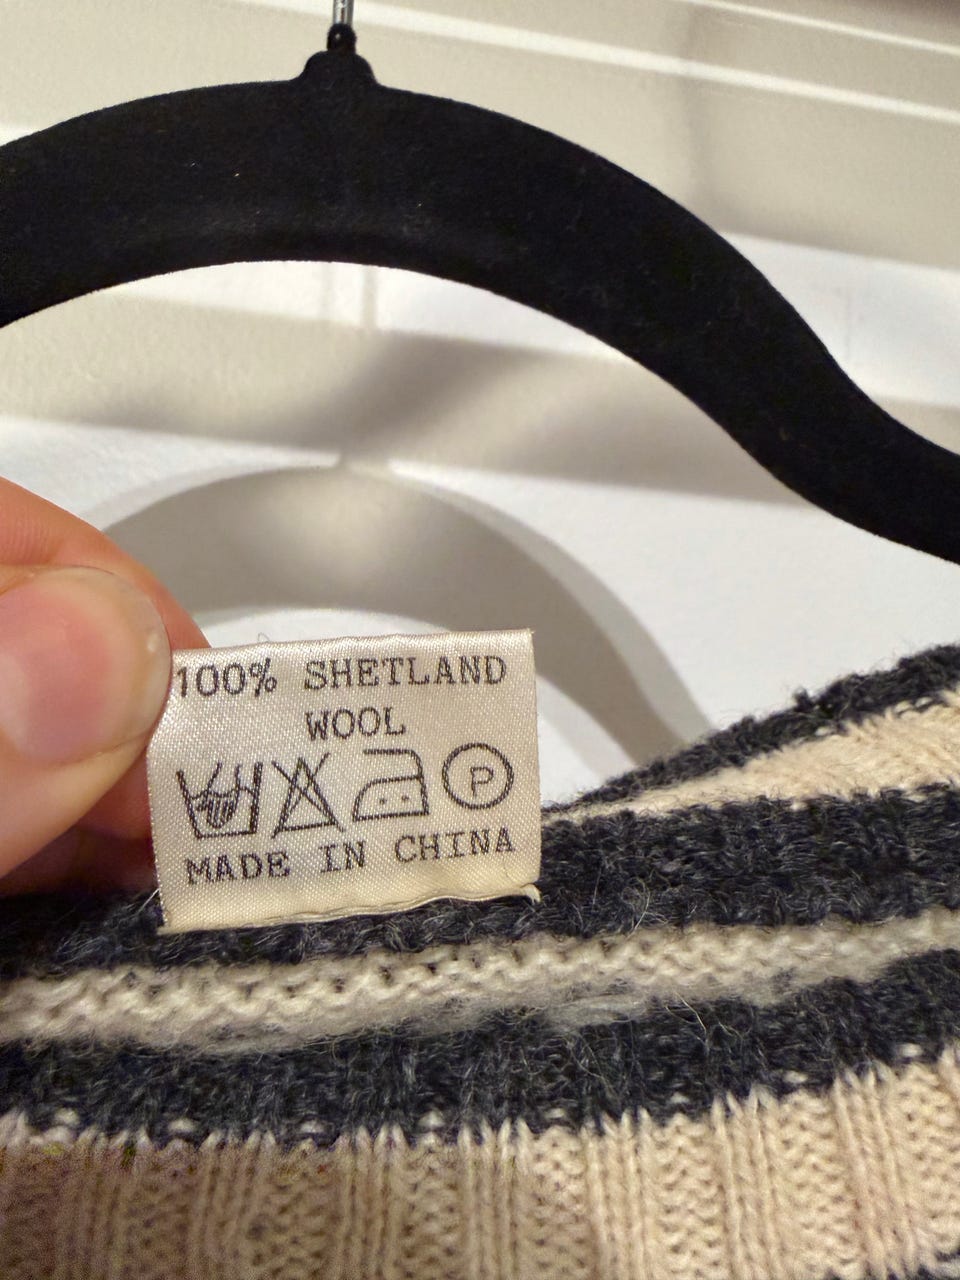 100% SHETLAND
WOOL
P
MADE IN CHINA